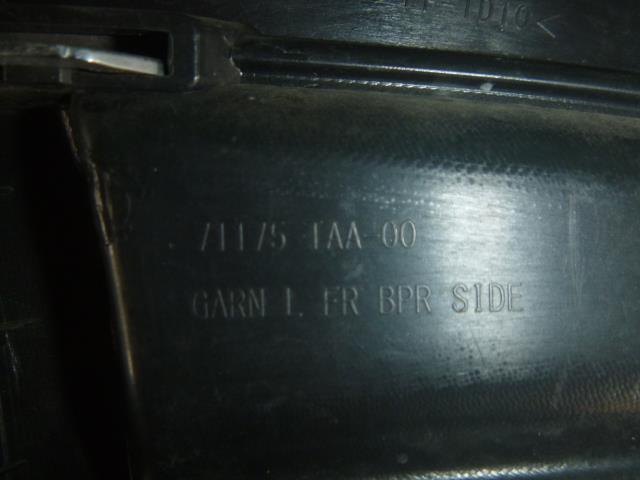 71175 TAA-00
GARN L FR BPR SIDE